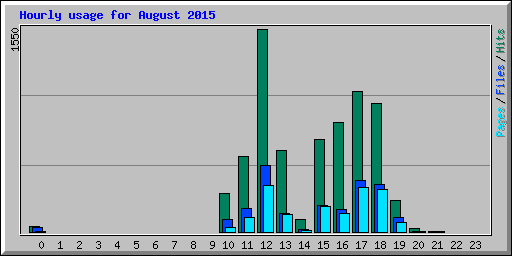 Hourly usage for August 2015
1550
Pages/Files/Hits
0 1 2 3 4 5 6 7 8 9 10 11 12 13 14 15 16 17 18 19 20 21 22 23